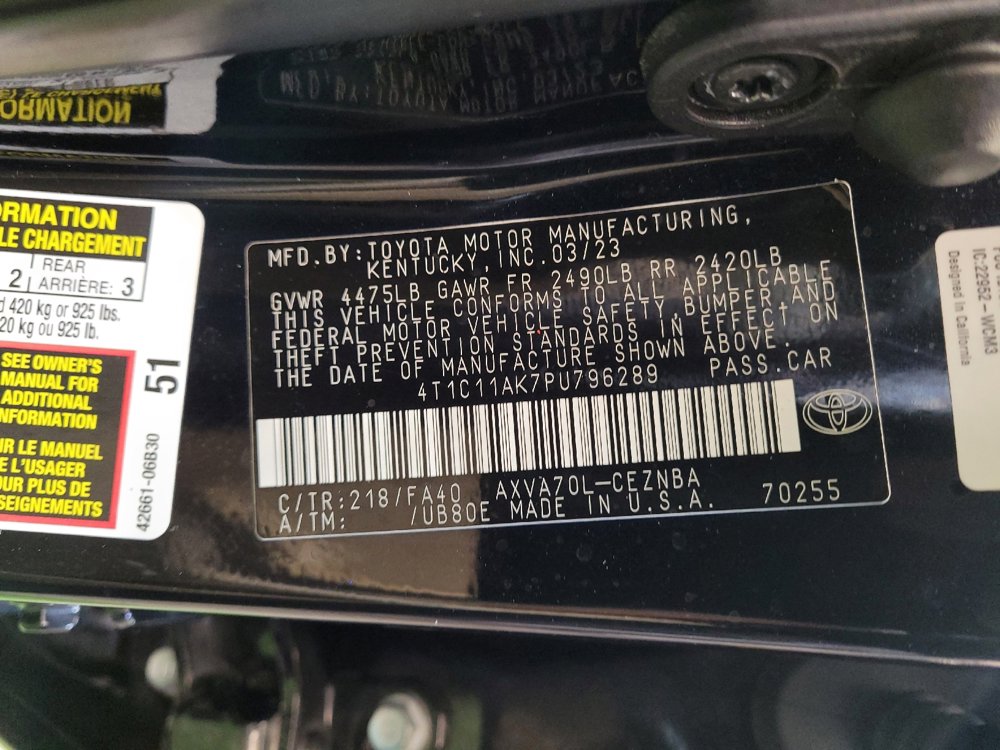 ORMATION
LE CHARGEMENT
2 REAR ARRIÈRE: 3
420 kg or 925 lbs.
20 kg ou 925 lb.
SEE OWNER'S
MANUAL FOR
ADDITIONAL
INFORMATION
LE MANUEL
L'USAGER
PLUS DE
SEIGNEMENTS
51
42661-06B30
MFD.BY:TOYOTA MOTOR MANUFACTURING,
KENTUCKY,INC.03/23
GVWR 4475LB GAWR FR 2490LB RR 2420LB
THIS VEHICLE CONFORMS TO ALL APPLICABLE
FEDERAL MOTOR VEHICLE SAFETY,BUMPER,AND
THEFT PREVENTION STANDARDS IN EFFECT ON
THE DATE OF MANUFACTURE SHOWN ABOVE.
4T1C11AK7PU796289 PASS.CAR
C/TR:218/FA40 AXVA70L-CEZNBA
A/TM: /UB80E MADE IN U.S.A. 70255
IC:22952-WCM3
Designed in California